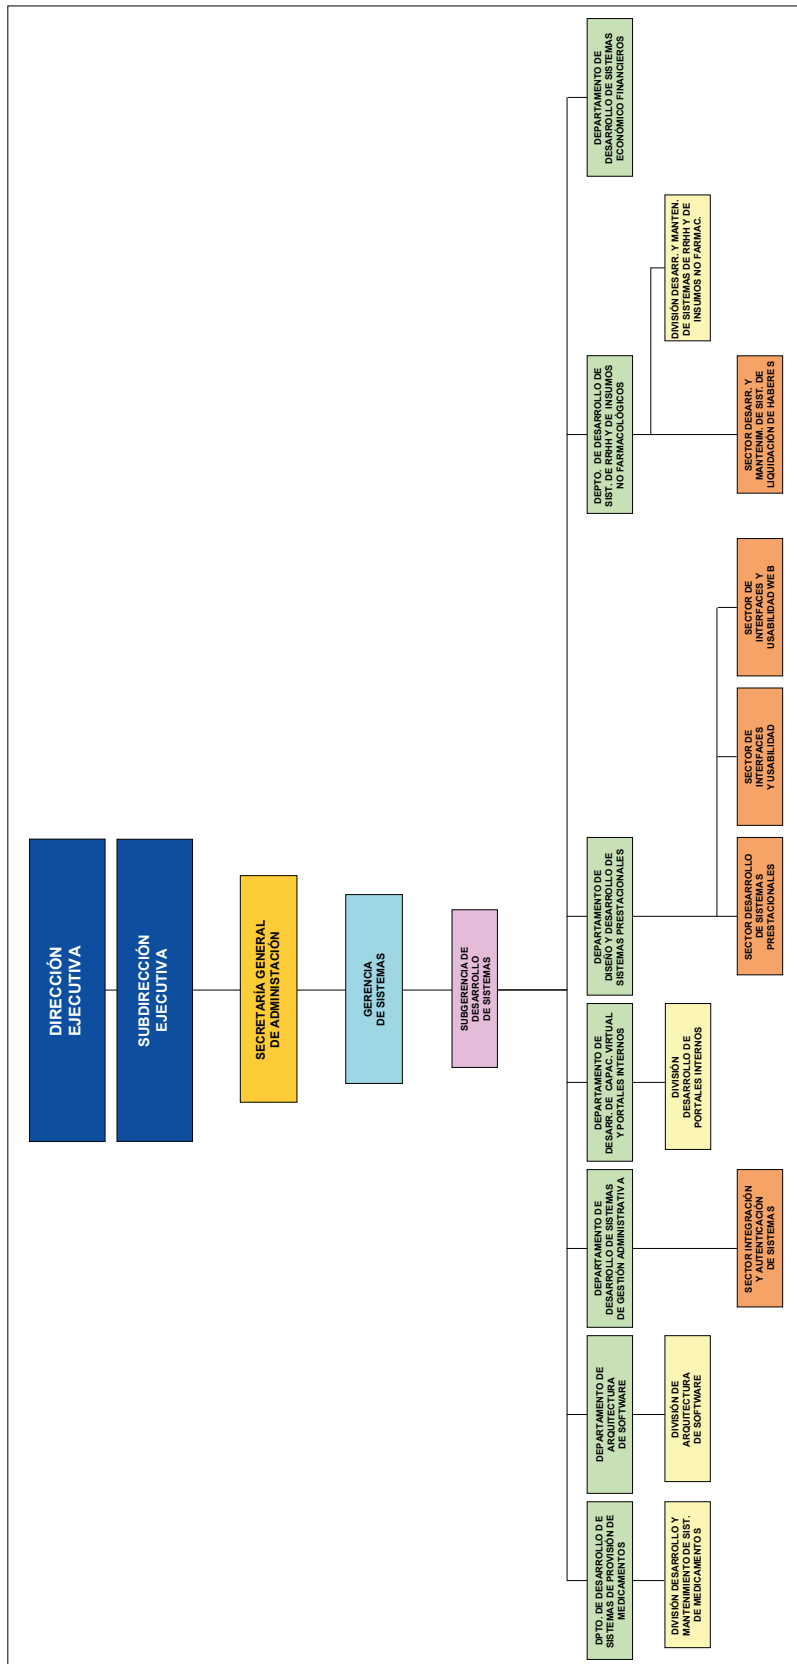 DIRECCIÓN
EJECUTIVA
SUBDIRECCIÓN
EJECUTIVA
SECRETARÍA GENERAL
DE ADMINISTACIÓN
GERENCIA
DE SISTEMAS
SUBGERENCIA DE
DESARROLLO
DE SISTEMAS
DPTO. DE DESARROLLO DE
SISTEMAS DE PROVISIÓN DE
MEDICAMENTOS
DEPARTAMENTO DE
ARQUITECTURA
DE SOFTWARE
DEPARTAMENTO DE
DESARROLLO DE SISTEMAS
DE GESTIÓN ADMINISTRATIVA
DEPARTAMENTO DE
DESARR. DE CAPAC. VIRTUAL
Y PORTALES INTERNOS
DEPARTAMENTO DE
DISEÑO Y DESARROLLO DE
SISTEMAS PRESTACIONALES
DEPTO. DE DESARROLLO DE
SIST. DE RRHH Y DE INSUMOS
NO FARMACOLÓGICOS
DEPARTAMENTO DE
DESARROLLO DE SISTEMAS
ECONÓMICO FINANCIEROS
DIVISIÓN DESARROLLO Y
MANTENIMIENTO DE SIST.
DE MEDICAMENTOS
DIVISIÓN DE
ARQUITECTURA
DE SOFTWARE
DIVISIÓN
DESARROLLO DE
PORTALES INTERNOS
DIVISIÓN DESARR. Y MANTEN.
DE SISTEMAS DE RRHH Y DE
INSUMOS NO FARMAC.
SECTOR INTEGRACIÓN
Y AUTENTICACIÓN
DE SISTEMAS
SECTOR DESARROLLO
DE SISTEMAS
PRESTACIONALES
SECTOR DE
INTERFACES
Y USABILIDAD
SECTOR DE
INTERFACES Y
USABILIDAD WEB
SECTOR DESARR. Y
MANTENIM. DE SIST. DE
LIQUIDACIÓN DE HABERES